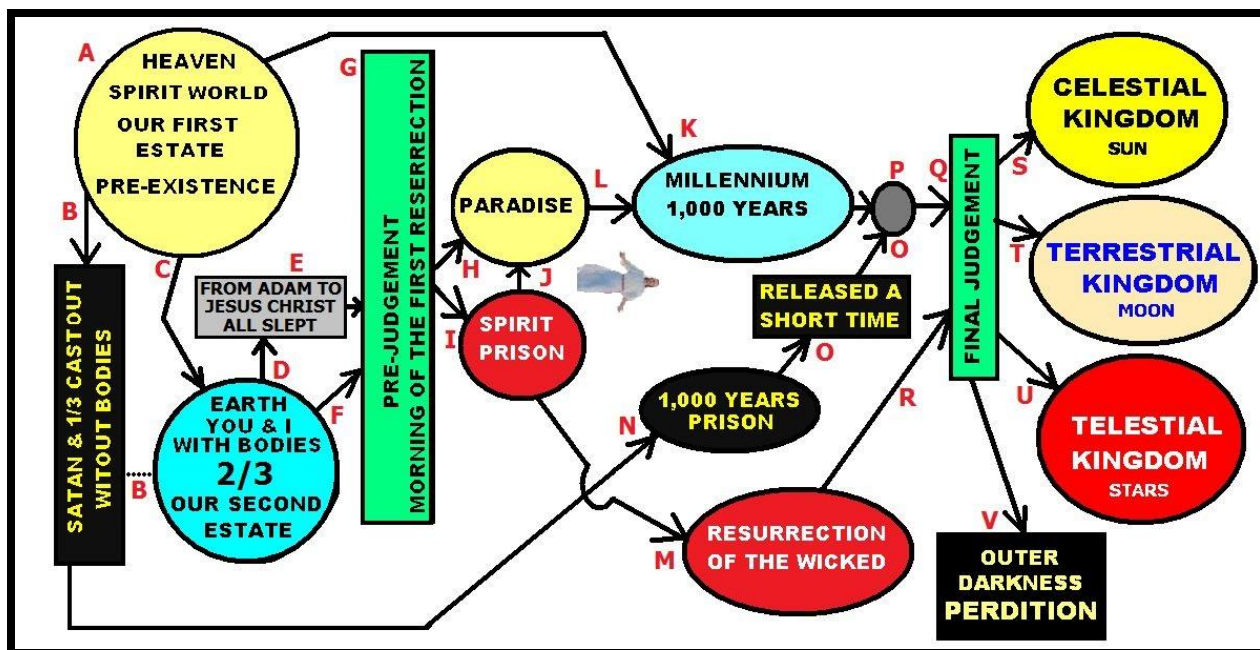 A
HEAVEN
SPIRIT WORLD
OUR FIRST
ESTATE
PRE-EXISTENCE
B
C
SATAN & 1/3 CASTOUT
WITOUT BODIES
B
EARTH
YOU & I
WITH BODIES
2/3
OUR SECOND
ESTATE
D
E
FROM ADAM TO
JESUS CHRIST
ALL SLEPT
F
G
PRE-JUDGEMENT
MORNING OF THE FIRST RESERRECTION
H
I
PARADISE
J
SPIRIT
PRISON
K
L
MILLENNIUM
1,000 YEARS
M
RESURRECTION
OF THE WICKED
N
1,000 YEARS
PRISON
O
RELEASED A
SHORT TIME
O
P
Q
R
FINAL JUDGEMENT
S
CELESTIAL
KINGDOM
SUN
T
TERRESTRIAL
KINGDOM
MOON
U
TELESTIAL
KINGDOM
STARS
V
OUTER
DARKNESS
PERDITION